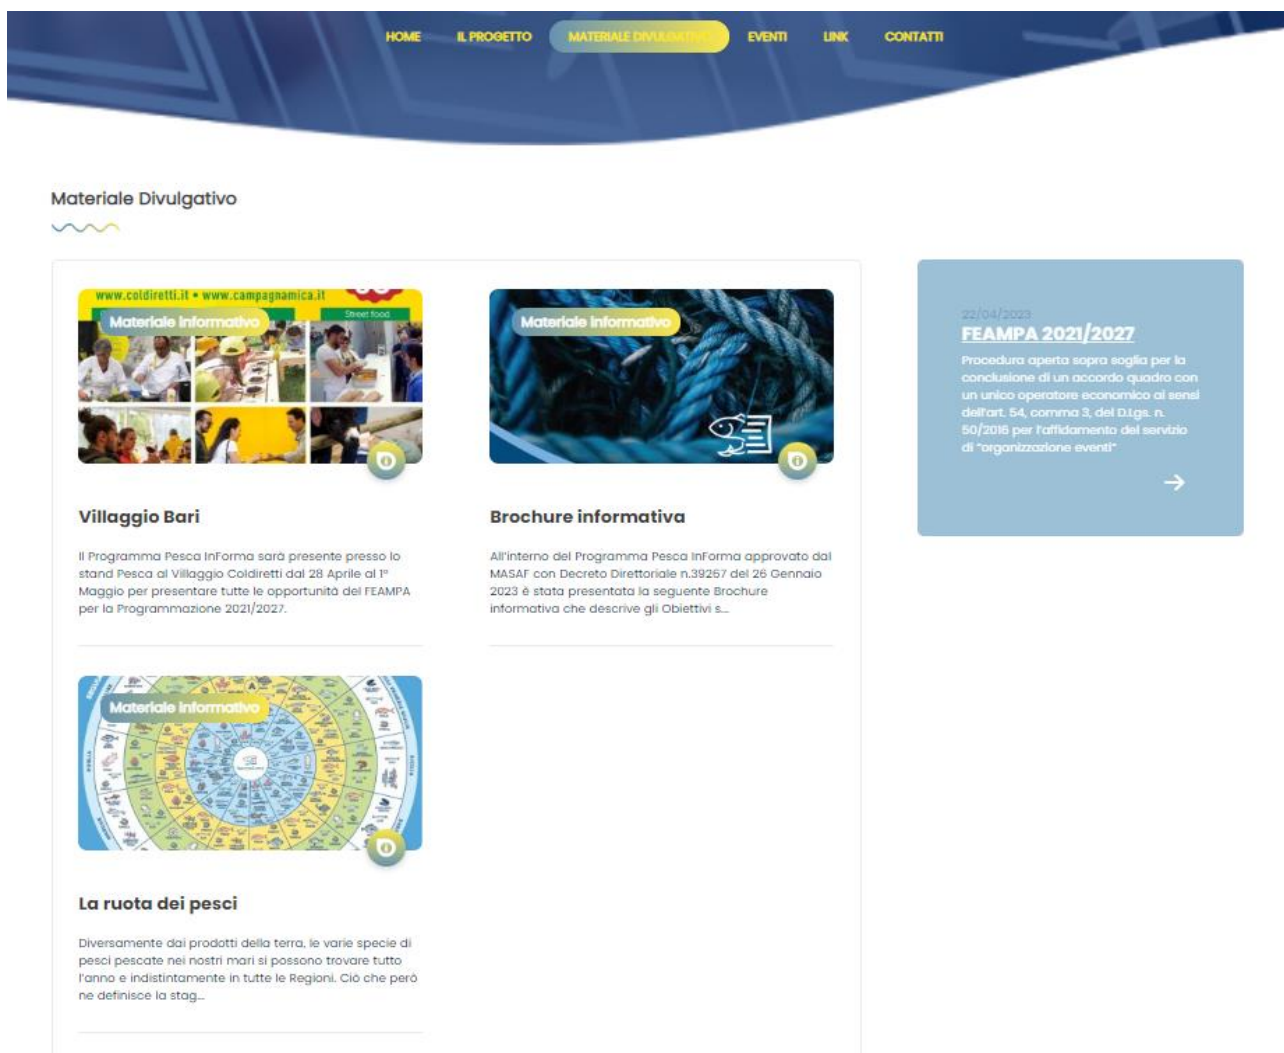 HOME IL PROGETTO MATERIALE DIVULGATIVO EVENTI LINK CONTATTI
Materiale Divulgativo
www.coldiretti.it • www.campagnamica.it
Street food
Materiale informativo
Villaggio Bari
Il Programma Pesca InForma sarà presente presso lo
stand Pesca al Villaggio Coldiretti dal 28 Aprile al 1°
Maggio per presentare tutte le opportunità del FEAMPA
per la Programmazione 2021/2027.
Materiale informativo
Brochure informativa
All'interno del Programma Pesca InForma approvato dal
MASAF con Decreto Direttoriale n.39267 del 26 Gennaio
2023 è stata presentata la seguente Brochure
informativa che descrive gli Obiettivi s...
Materiale informativo
La ruota dei pesci
Diversamente dai prodotti della terra, le varie specie di
pesci pescate nei nostri mari si possono trovare tutto
l'anno e indistintamente in tutte le Regioni. Ciò che però
ne definisce la stag...
22/04/2023
FEAMPA 2021/2027
Procedura aperta sopra soglia per la
conclusione di un accordo quadro con
un unico operatore economico ai sensi
dell'art. 54, comma 3, del D.Lgs. n.
50/2016 per l'affidamento del servizio
di "organizzazione eventi"